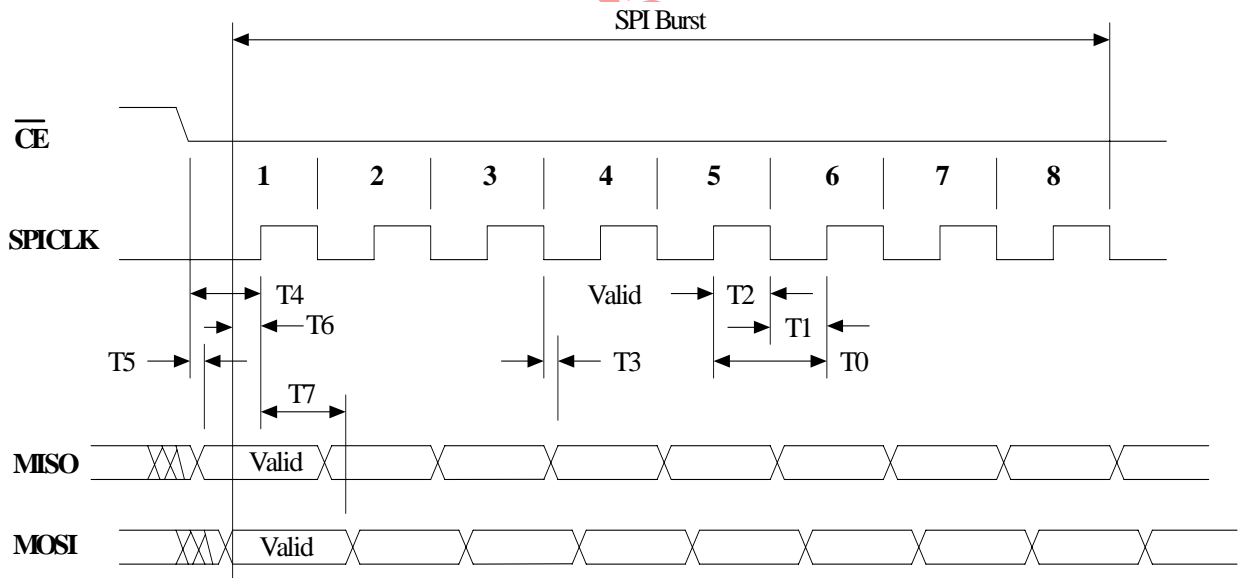 SPI Burst
CE
1 2 3 4 5 6 7 8
SPICLK
T4 Valid T2
T6 T1
T5 T3 T0
T7
MISO Valid
MOSI Valid